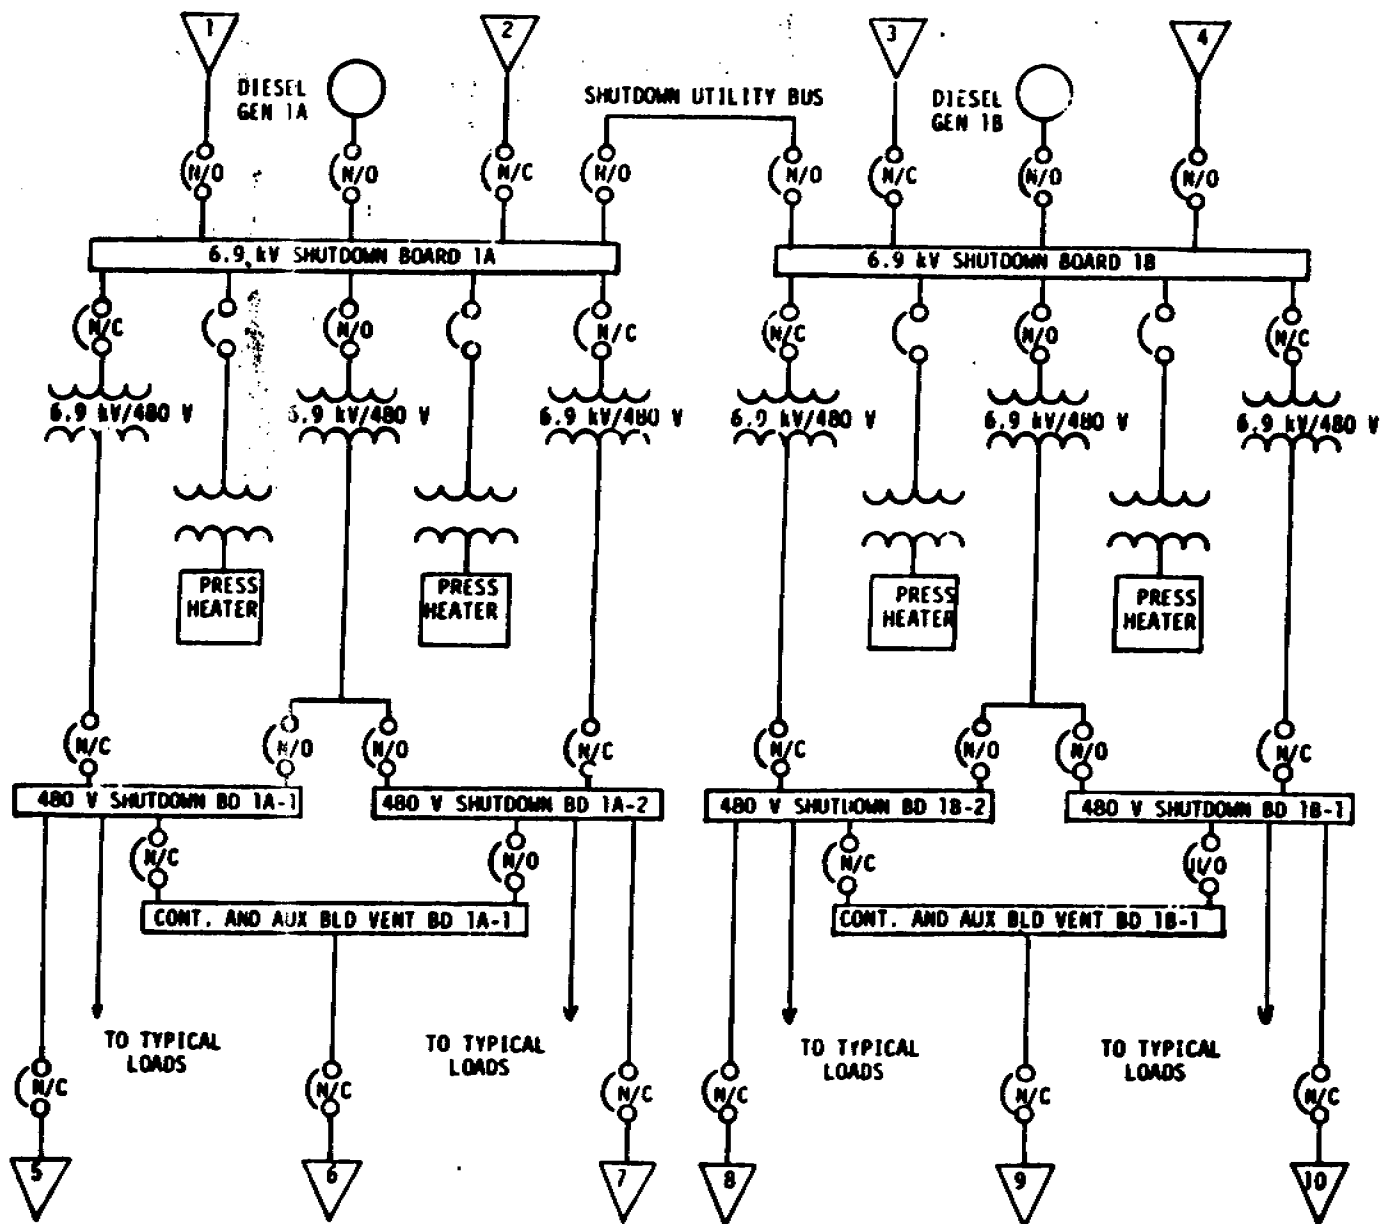 1
2
3
4
DIESEL
GEN 1A
SHUTDOWN UTILITY BUS
DIESEL
GEN 1B
N/O
N/O
N/C
N/O
N/O
N/C
N/O
N/O
6.9 kV SHUTDOWN BOARD 1A
6.9 kV SHUTDOWN BOARD 1B
N/C
N/O
N/C
N/C
N/O
N/C
6.9 kV/480 V
6.9 kV/480 V
6.9 kV/480 V
6.9 kV/480 V
6.9 kV/480 V
6.9 kV/480 V
PRESS
HEATER
PRESS
HEATER
PRESS
HEATER
PRESS
HEATER
N/C
N/O
N/O
N/C
N/C
N/O
N/O
N/C
480 V SHUTDOWN BD 1A-1
480 V SHUTDOWN BD 1A-2
480 V SHUTDOWN BD 1B-2
480 V SHUTDOWN BD 1B-1
N/C
N/O
N/C
N/O
CONT. AND AUX BLD VENT BD 1A-1
CONT. AND AUX BLD VENT BD 1B-1
TO TYPICAL
LOADS
TO TYPICAL
LOADS
TO TYPICAL
LOADS
TO TYPICAL
LOADS
N/C
N/C
N/C
N/C
N/C
N/C
5
6
7
8
9
10